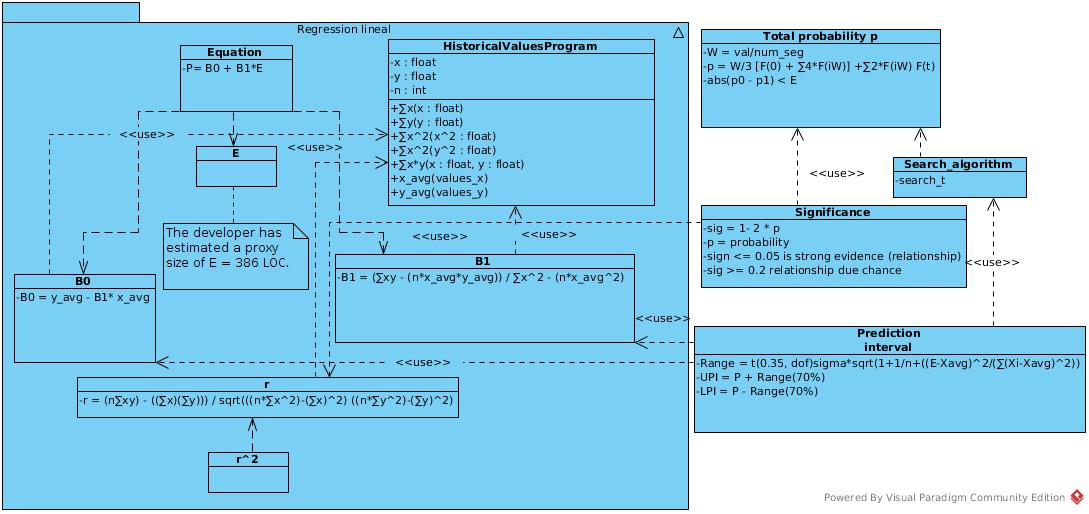 Regression lineal
Equation
-P= B0 + B1*E
HistoricalValuesProgram
-x : float
-y : float
-n : int
+∑x(x : float)
+∑y(y : float)
+∑x^2(x^2 : float)
+∑x^2(y^2 : float)
+∑x*y(x : float, y : float)
+x_avg(values_x)
+y_avg(values_y)
Total probability p
-W = val/num_seg
-p = W/3 [F(0) + ∑4*F(iW)] +∑2*F(iW) F(t)
-abs(p0 - p1) < E
<<use>>
<<use>>
E
Search_algorithm
-search_t
<<use>>
The developer has
estimated a proxy
size of E = 386 LOC.
Significance
-sig = 1- 2 * p
-p = probability
-sign <= 0.05 is strong evidence (relationship)
-sig >= 0.2 relationship due chance
<<use>>
<<use>>
<<use>>
B0
-B0 = y_avg - B1* x_avg
B1
-B1 = (∑xy - (n*x_avg*y_avg)) / ∑x^2 - (n*x_avg^2)
<<use>>
Prediction
interval
-Range = t(0.35, dof)sigma*sqrt(1+1/n+((E-Xavg)^2/(∑(Xi-Xavg)^2))
-UPI = P + Range(70%)
-LPI = P - Range(70%)
<<use>>
r
-r = (n∑xy) - ((∑x)(∑y))) / sqrt(((n*∑x^2)-(∑x)^2) ((n*∑y^2)-(∑y)^2)
r^2
Powered By Visual Paradigm Community Edition